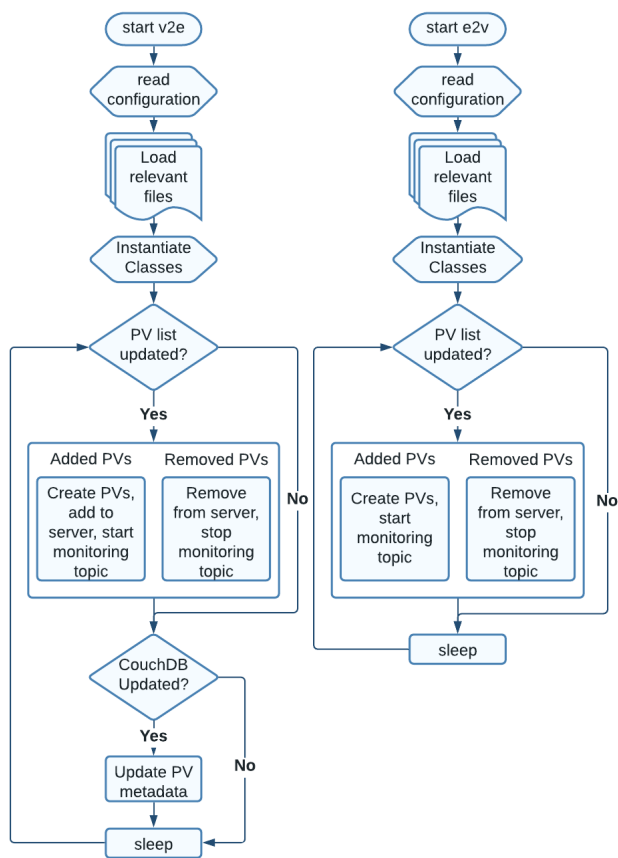 start v2e
read
configuration
Load
relevant
files
Instantiate
Classes
PV list
updated?
Yes
No
Added PVs
Create PVs,
add to
server, start
monitoring
topic
Removed PVs
Remove
from server,
stop
monitoring
topic
CouchDB
Updated?
Yes
No
Update PV
metadata
sleep
start e2v
read
configuration
Load
relevant
files
Instantiate
Classes
PV list
updated?
Yes
No
Added PVs
Create PVs,
start
monitoring
topic
Removed PVs
Remove
from server,
stop
monitoring
topic
sleep